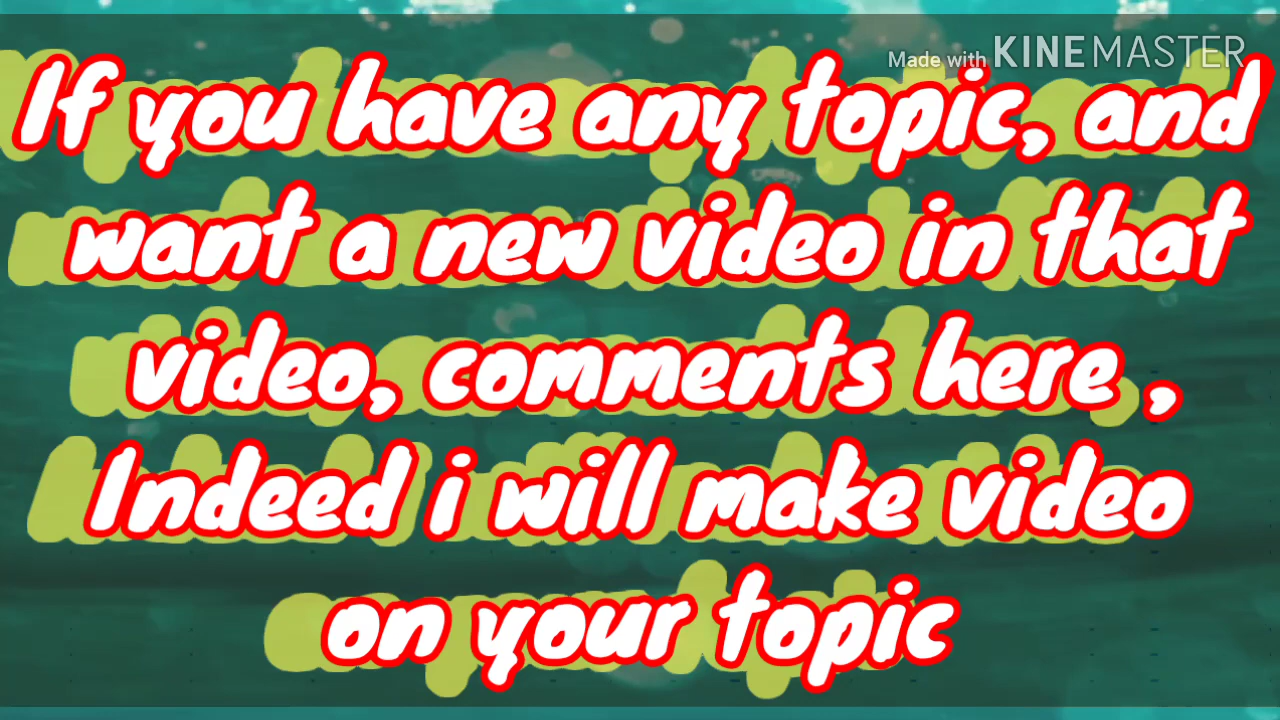 Made with KINEMASTER
If you have any topic, and
want a new video in that
video, comments here ,
Indeed i will make video
on your topic